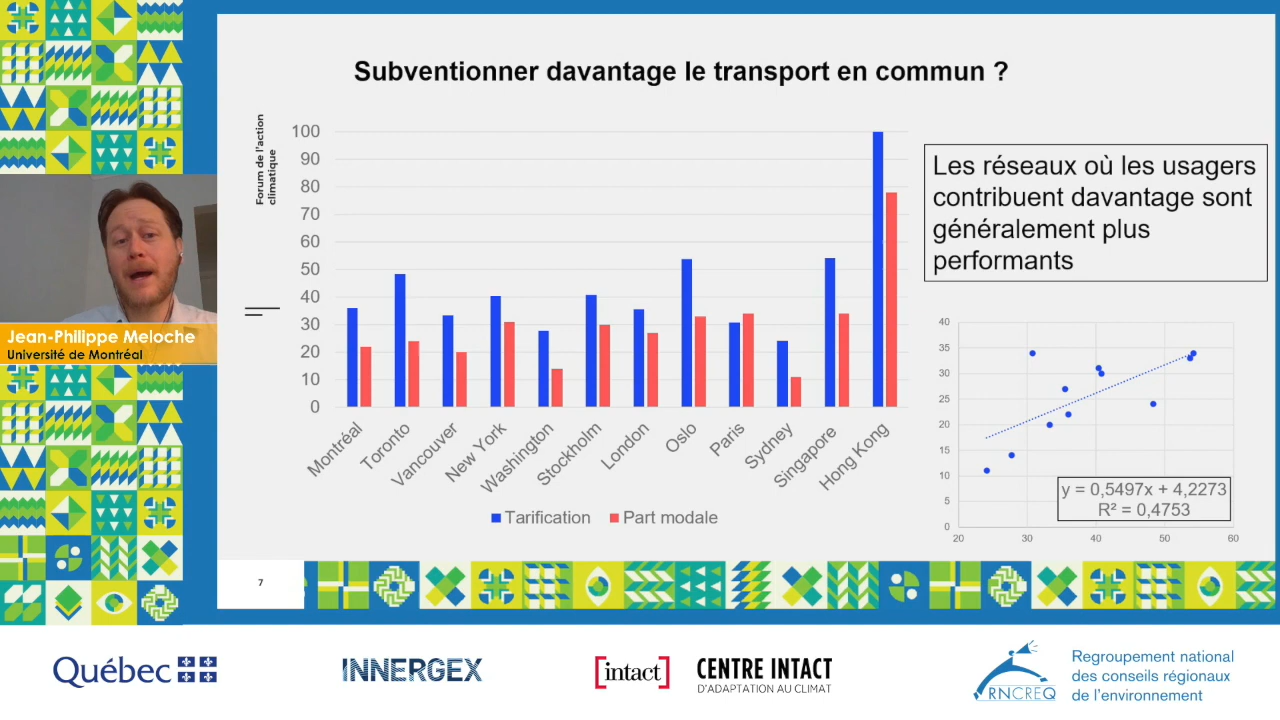 Subventionner davantage le transport en commun ?
Forum de l'action
climatique
100
90
80
70
60
50
40
30
20
10
0
Montréal
Toronto
Vancouver
New York
Washington
Stockholm
London
Oslo
Paris
Sydney
Singapore
Hong Kong
Tarification
Part modale
Les réseaux où les usagers
contribuent davantage sont
généralement plus
performants
40
35
30
25
20
15
10
5
0
20
30
40
50
60
y = 0,5497x + 4,2273
R² = 0,4753
Jean-Philippe Meloche
Université de Montréal
7
Québec
INNERGEX
[intact]
CENTRE INTACT
D'ADAPTATION AU CLIMAT
RNCREQ
Regroupement national
des conseils régionaux
de l'environnement